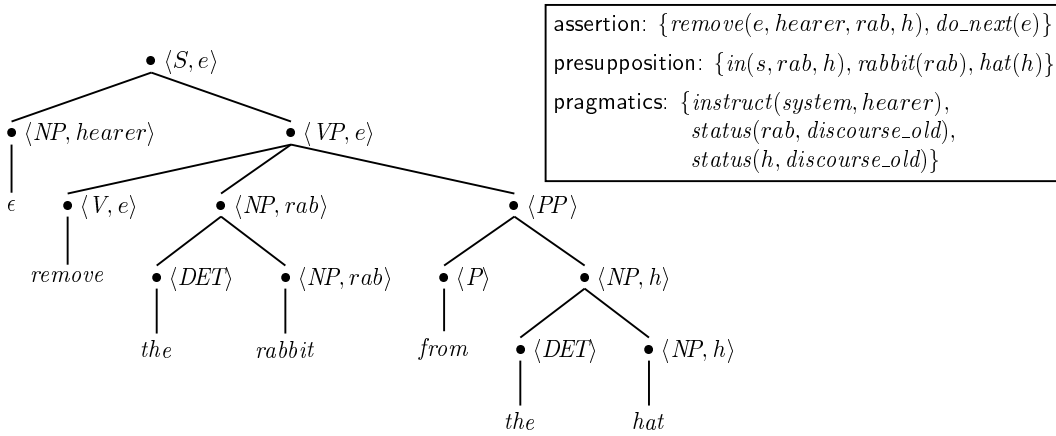 assertion: {remove(e, hearer, rab, h), do_next(e)}
presupposition: {in(s, rab, h), rabbit(rab), hat(h)}
pragmatics: {instruct(system, hearer),
status(rab, discourse_old),
status(h, discourse_old)}
⟨S, e⟩
⟨NP, hearer⟩ ⟨VP, e⟩
ϵ ⟨V, e⟩ ⟨NP, rab⟩ ⟨PP⟩
remove ⟨DET⟩ ⟨NP, rab⟩ ⟨P⟩ ⟨NP, h⟩
the rabbit from ⟨DET⟩ ⟨NP, h⟩
the hat